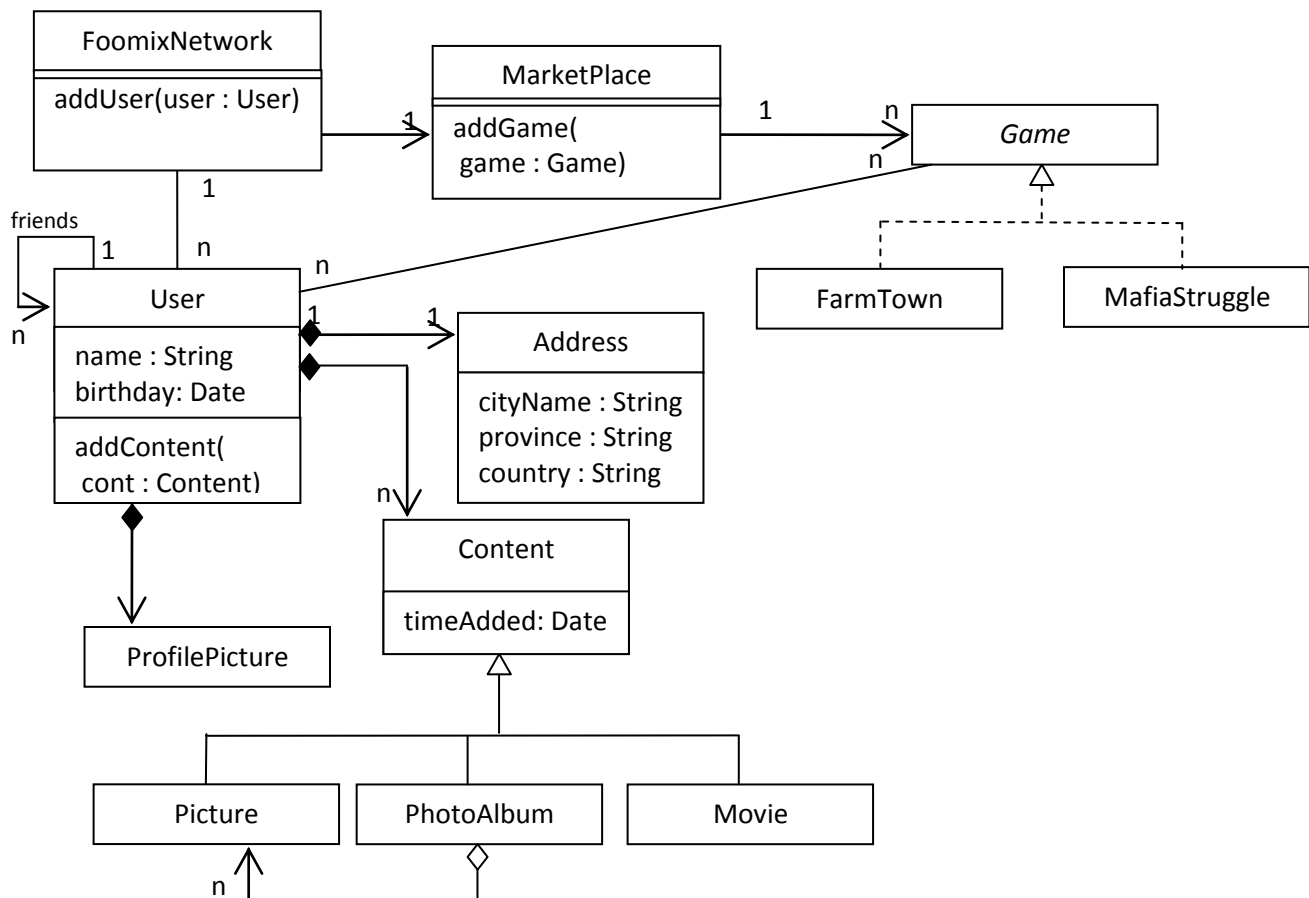 FoomixNetwork
addUser(user : User)
1
MarketPlace
addGame(
game : Game)
1
n
Game
n
1
n
friends
1
n
n
User
name : String
birthday: Date
addContent(
cont : Content)
1
1
Address
cityName : String
province : String
country : String
FarmTown
MafiaStruggle
n
Content
timeAdded: Date
ProfilePicture
Picture
PhotoAlbum
Movie
n